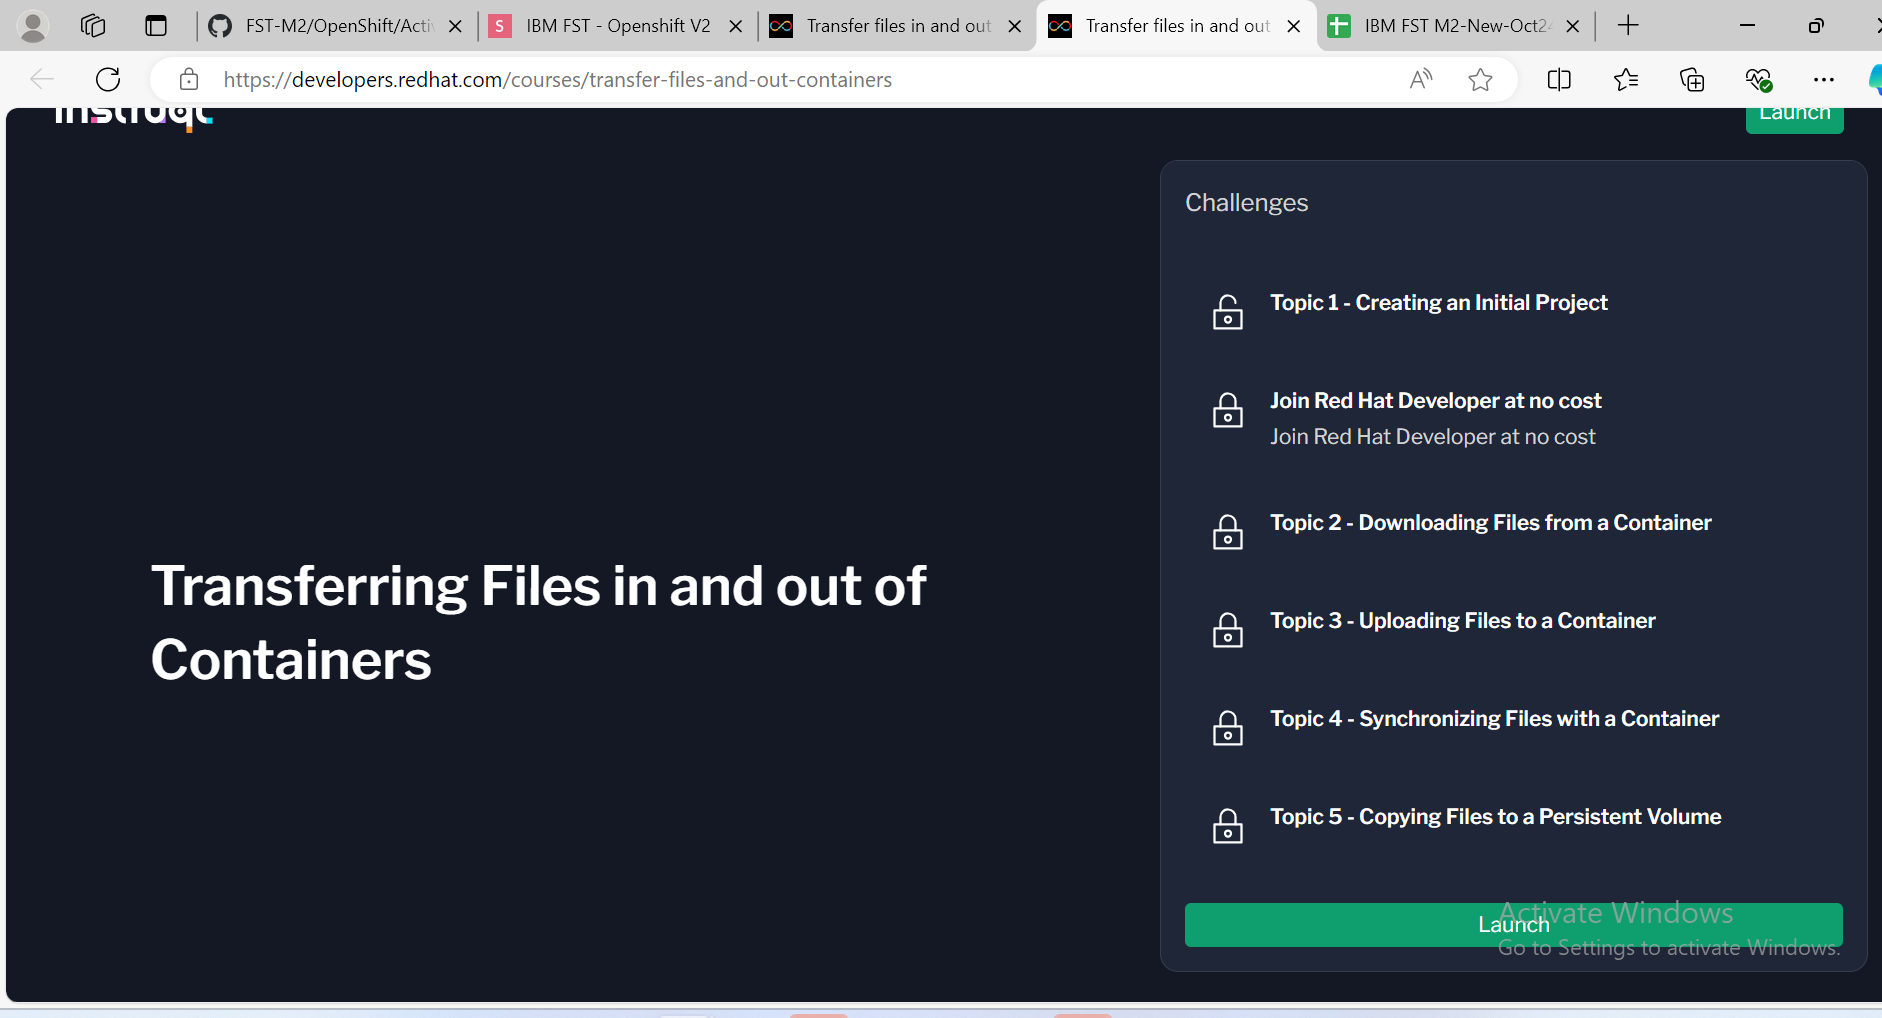 FST-M2/OpenShift/Activ
IBM FST - Openshift V2
Transfer files in and out
Transfer files in and out
IBM FST M2-New-Oct24
https://developers.redhat.com/courses/transfer-files-and-out-containers
instruqt
Launch
Challenges
Topic 1 - Creating an Initial Project
Join Red Hat Developer at no cost
Join Red Hat Developer at no cost
Topic 2 - Downloading Files from a Container
Topic 3 - Uploading Files to a Container
Topic 4 - Synchronizing Files with a Container
Topic 5 - Copying Files to a Persistent Volume
Transferring Files in and out of
Containers
Launch
Activate Windows
Go to Settings to activate Windows.